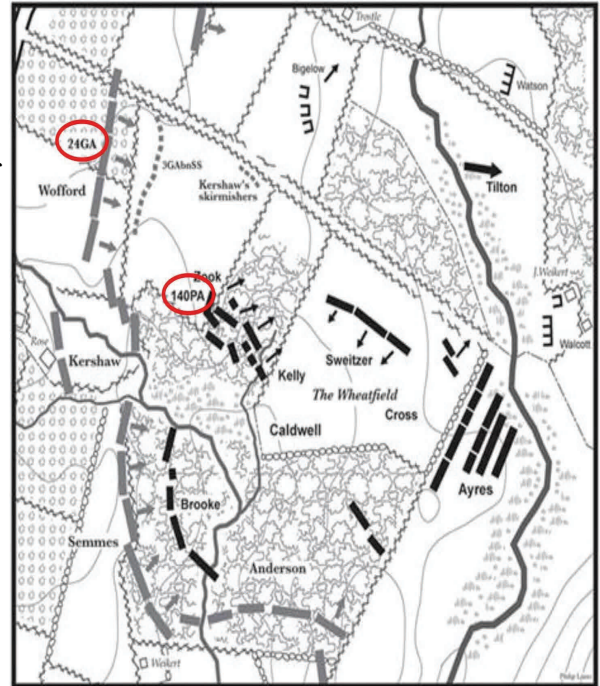 Trostle
Bigelow
Watson
24GA
3GAbnSS
Wofford
Kershaw's
skirmishers
Tilton
Zook
140PA
J. Weikert
Rose
Kershaw
Sweitzer
Walcott
Kelly
The Wheatfield
Cross
Caldwell
Ayres
Brooke
Semmes
Anderson
Weikert
Philip Laino